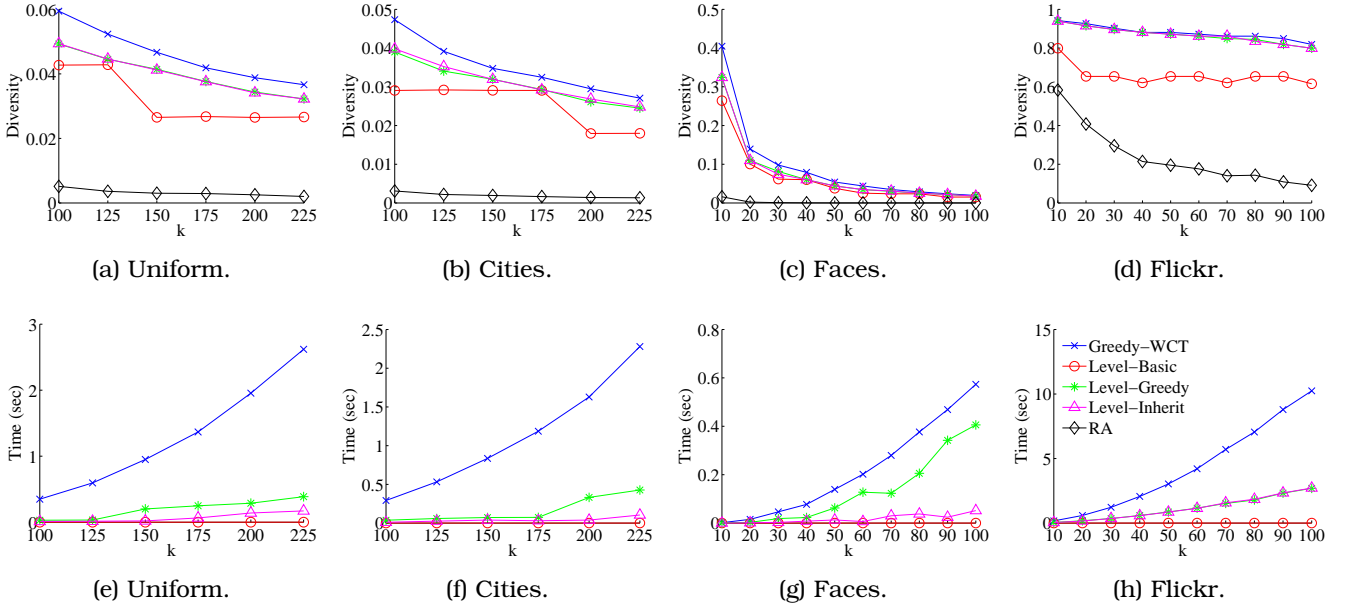 0.06
0.04
0.02
0
Diversity
100 125 150 175 200 225
k
(a) Uniform.
0.05
0.04
0.03
0.02
0.01
0
Diversity
100 125 150 175 200 225
k
(b) Cities.
0.5
0.4
0.3
0.2
0.1
0
Diversity
10 20 30 40 50 60 70 80 90 100
k
(c) Faces.
1
0.8
0.6
0.4
0.2
0
Diversity
10 20 30 40 50 60 70 80 90 100
k
(d) Flickr.
3
2
1
0
Time (sec)
100 125 150 175 200 225
k
(e) Uniform.
2.5
2
1.5
1
0.5
0
Time (sec)
100 125 150 175 200 225
k
(f) Cities.
0.8
0.6
0.4
0.2
0
Time (sec)
10 20 30 40 50 60 70 80 90 100
k
(g) Faces.
15
10
5
0
Time (sec)
Greedy−WCT
Level−Basic
Level−Greedy
Level−Inherit
RA
10 20 30 40 50 60 70 80 90 100
k
(h) Flickr.